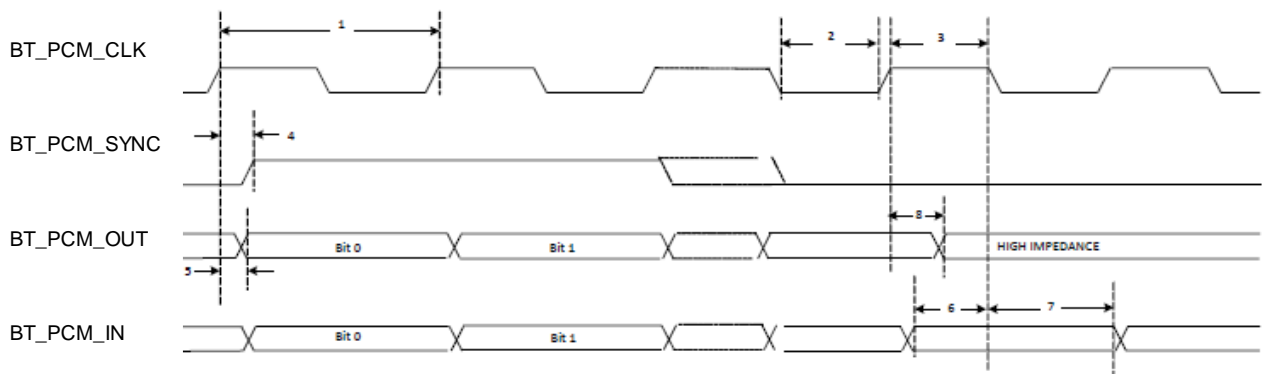 1
2
3
BT_PCM_CLK
4
BT_PCM_SYNC
8
BT_PCM_OUT
Bit 0
Bit 1
HIGH IMPEDANCE
5
6
7
BT_PCM_IN
Bit 0
Bit 1